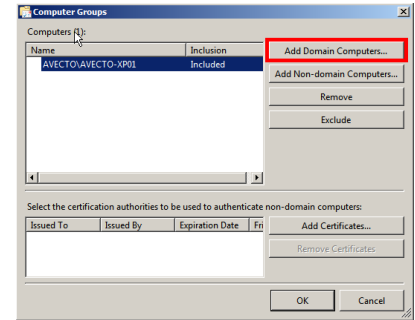 Computer Groups
Computers (1):
Name Inclusion
AVECTO\AVECTO-XP01 Included
Add Domain Computers...
Add Non-domain Computers...
Remove
Exclude
Select the certification authorities to be used to authenticate non-domain computers:
Issued To Issued By Expiration Date Fri
Add Certificates...
Remove Certificates
OK Cancel